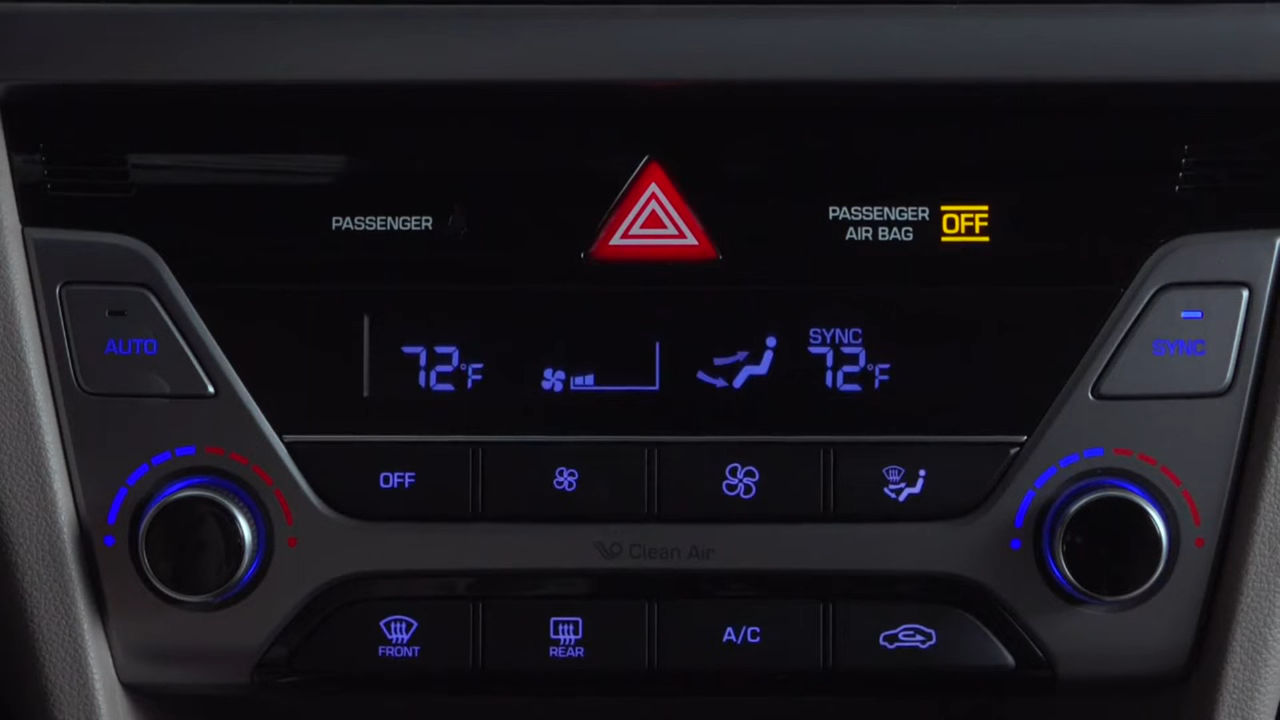 PASSENGER
PASSENGER
AIR BAG
OFF
AUTO
72°F
SYNC
72°F
SYNC
OFF
Clean Air
FRONT
REAR
A/C